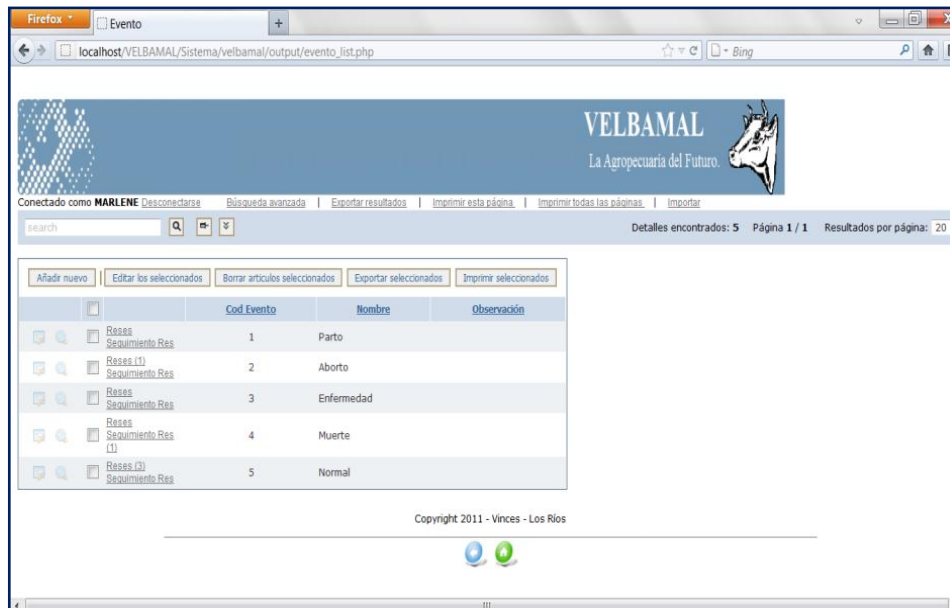 Firefox
Evento
localhost/VELBAMAL/Sistema/velbamal/output/evento_list.php
Bing
VELBAMAL
La Agropecuaria del Futuro.
Conectado como MARLENE Desconectarse Búsqueda avanzada | Exportar resultados | Imprimir esta página | Imprimir todas las páginas | Importar
search
Detalles encontrados: 5 Página 1 / 1 Resultados por página: 20
Añadir nuevo | Editar los seleccionados Borrar articulos seleccionados Exportar seleccionados Imprimir seleccionados
Cod Evento Nombre Observación
Reses
Seguimiento Res 1 Parto
Reses (1)
Seguimiento Res 2 Aborto
Reses
Seguimiento Res 3 Enfermedad
Reses
Seguimiento Res 4 Muerte
(1)
Reses (3)
Seguimiento Res 5 Normal
Copyright 2011 - Vinces - Los Ríos